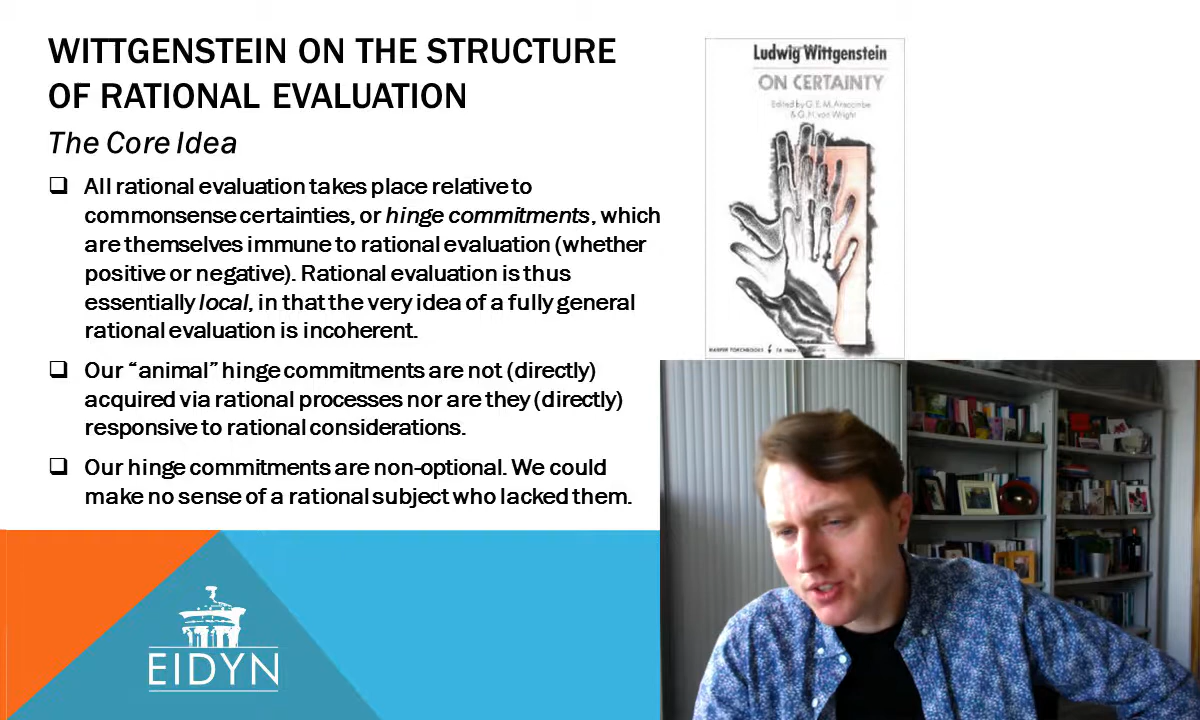 WITTGENSTEIN ON THE STRUCTURE
OF RATIONAL EVALUATION
The Core Idea
All rational evaluation takes place relative to
commonsense certainties, or hinge commitments, which
are themselves immune to rational evaluation (whether
positive or negative). Rational evaluation is thus
essentially local, in that the very idea of a fully general
rational evaluation is incoherent.
Our “animal” hinge commitments are not (directly)
acquired via rational processes nor are they (directly)
responsive to rational considerations.
Our hinge commitments are non-optional. We could
make no sense of a rational subject who lacked them.
Ludwig Wittgenstein
ON CERTAINTY
Edited by G. E. M. Anscombe
& G. H. von Wright
HARPER TORCHBOOKS
EIDYN